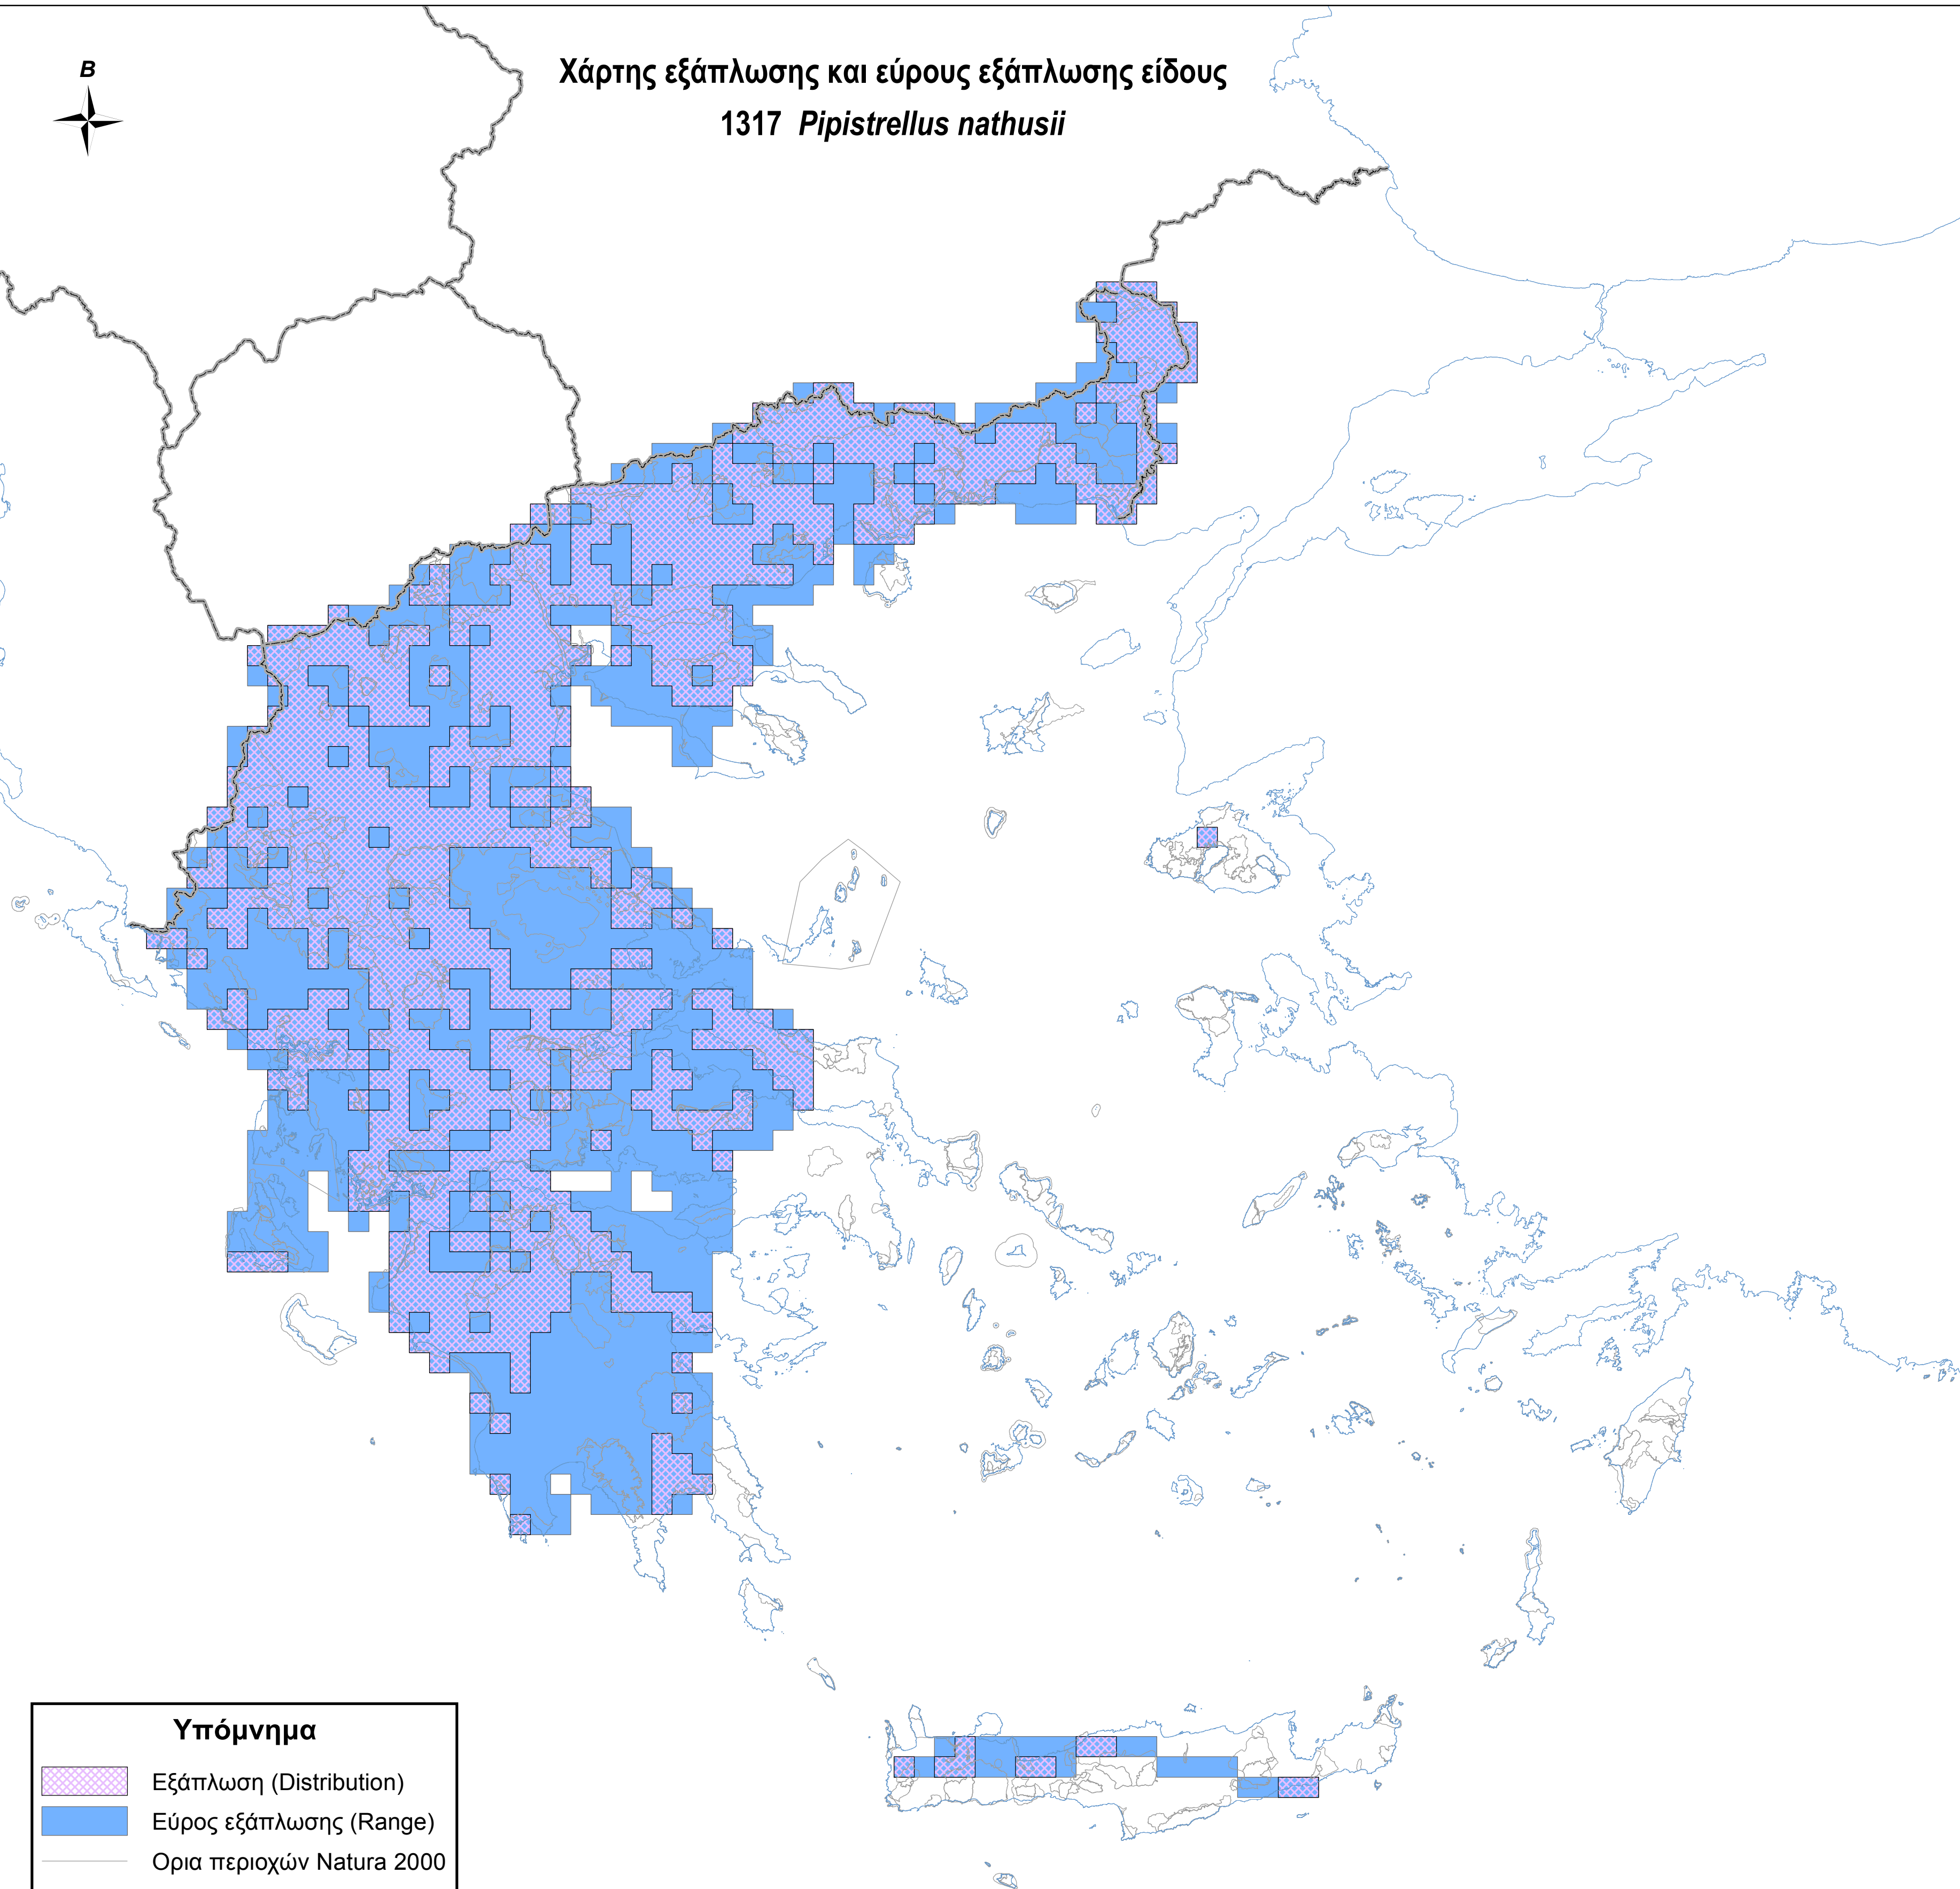 Β
Χάρτης εξάπλωσης και εύρους εξάπλωσης είδους
1317 Pipistrellus nathusii
Υπόμνημα
Εξάπλωση (Distribution)
Εύρος εξάπλωσης (Range)
Ορια περιοχών Natura 2000